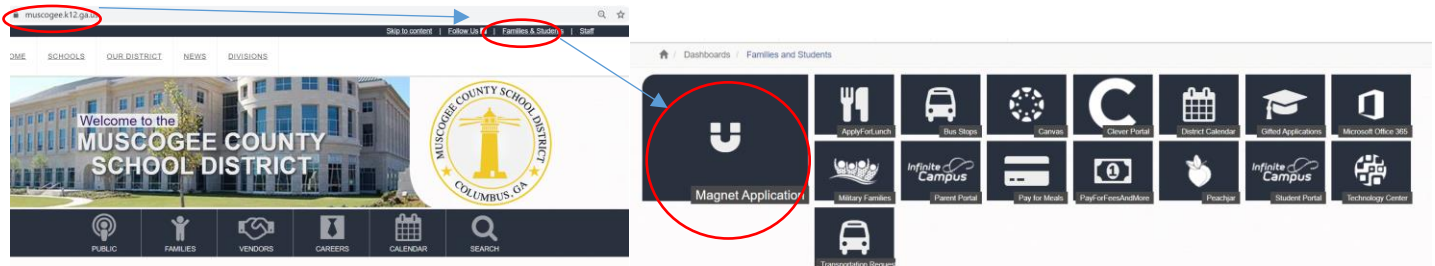 muscogee.k12.ga.us
Skip to content | Follow Us | Families & Students | Staff
OME SCHOOLS OUR DISTRICT NEWS DIVISIONS
Welcome to the
MUSCOGEE COUNTY
SCHOOL DISTRICT
MUSCOGEE COUNTY SCHOOL DISTRICT
COLUMBUS, GA
PUBLIC FAMILIES VENDORS CAREERS CALENDAR SEARCH
/ Dashboards / Families and Students
Magnet Application
ApplyForLunch Bus Stops Canvas Clever Portal District Calendar Gifted Applications Microsoft Office 365
Infinite Campus Infinite Campus
Military Families Parent Portal Pay for Meals PayForFeesAndMore Peachjar Student Portal Technology Center
Transportation Reques